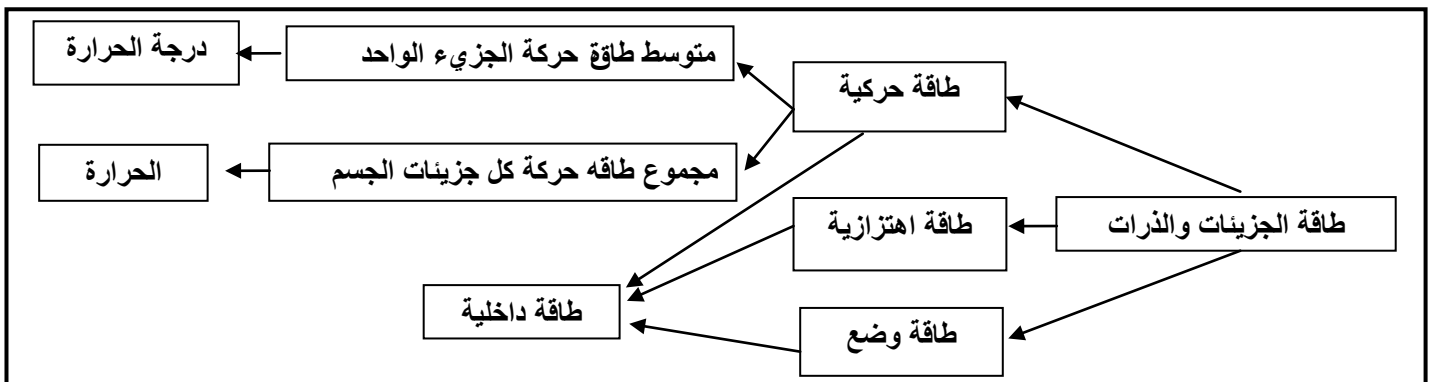 درجة الحرارة
متوسط طاقة حركة الجزيء الواحد
طاقة حركية
الحرارة
مجموع طاقه حركة كل جزيئات الجسم
طاقة الجزيئات والذرات
طاقة اهتزازية
طاقة داخلية
طاقة وضع